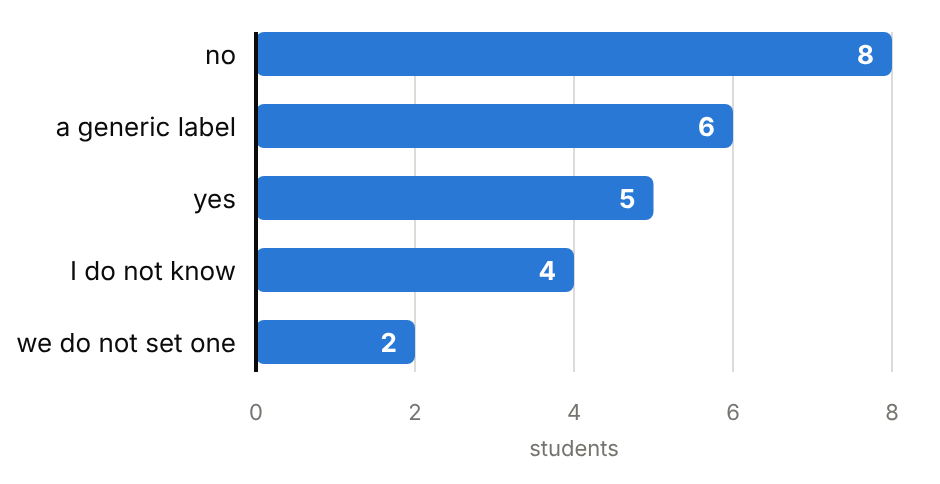 no 8
a generic label 6
yes 5
I do not know 4
we do not set one 2
0 2 4 6 8
students